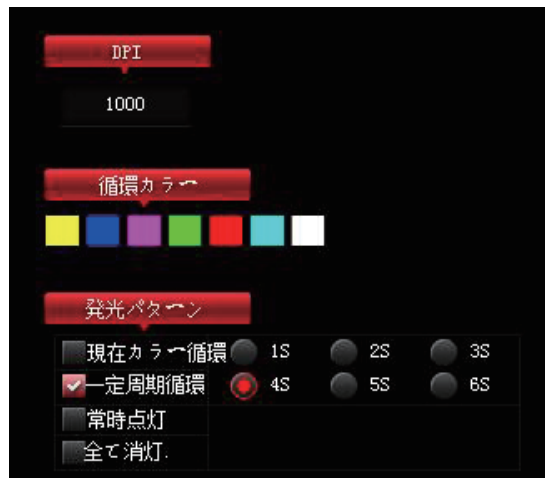 DPI
1000
循環カラー
発光パターン
現在カラー循環 1S 2S 3S
一定周期循環 4S 5S 6S
常時点灯
全て消灯.